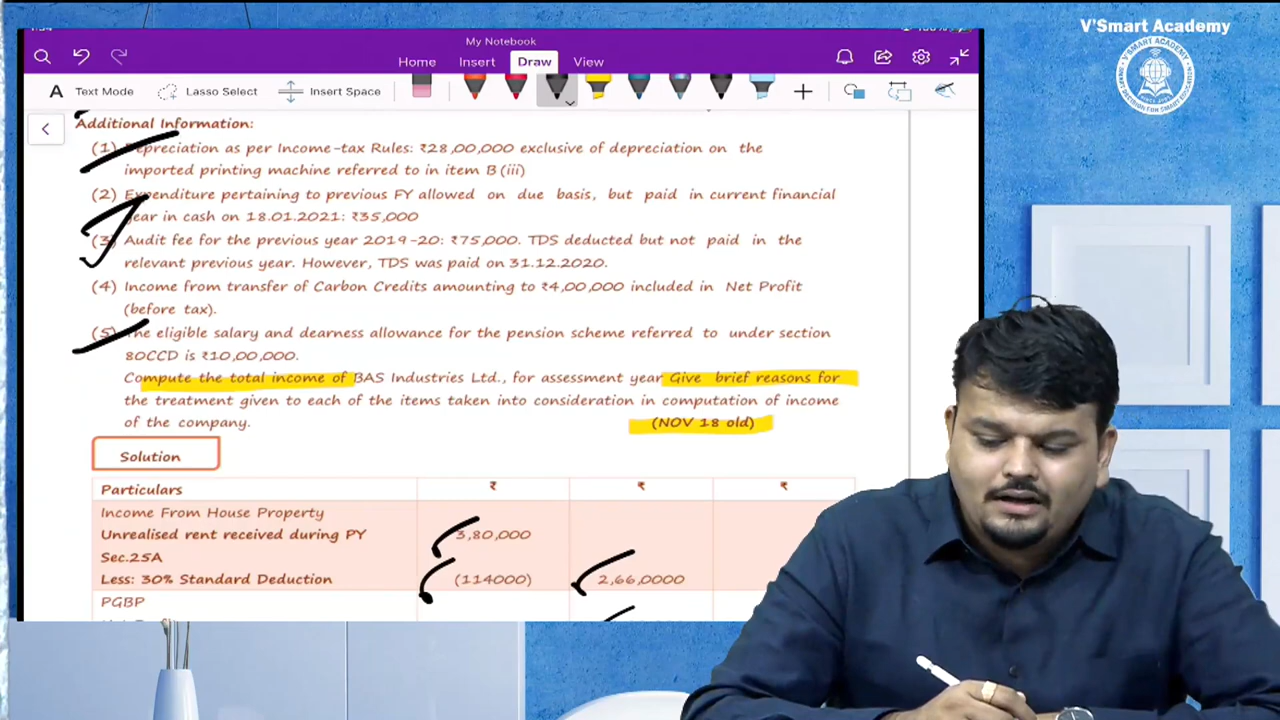 V'Smart Academy
My Notebook
Home Insert Draw View
Text Mode Lasso Select Insert Space
Additional Information:
(1) Depreciation as per Income-tax Rules: ₹28,00,000 exclusive of depreciation on the
imported printing machine referred to in item B (iii)
(2) Expenditure pertaining to previous FY allowed on due basis, but paid in current financial
year in cash on 18.01.2021: ₹35,000
(3) Audit fee for the previous year 2019-20: ₹75,000. TDS deducted but not paid in the
relevant previous year. However, TDS was paid on 31.12.2020.
(4) Income from transfer of Carbon Credits amounting to ₹4,00,000 included in Net Profit
(before tax).
(5) The eligible salary and dearness allowance for the pension scheme referred to under section
80CCD is ₹10,00,000.
Compute the total income of BAS Industries Ltd., for assessment year Give brief reasons for
the treatment given to each of the items taken into consideration in computation of income
of the company. (NOV 18 old)
Solution
Particulars ₹ ₹ ₹
Income From House Property
Unrealised rent received during PY 3,80,000
Sec.25A
Less: 30% Standard Deduction (114000) 2,66,0000
PGBP